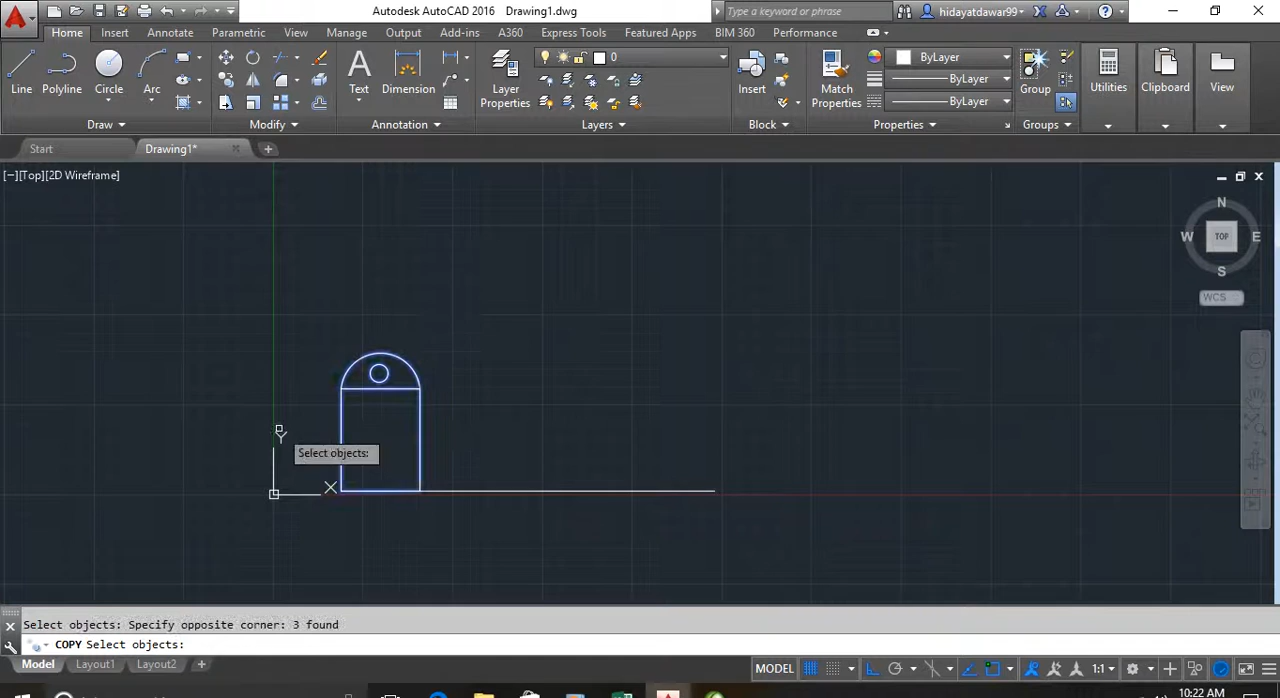 Autodesk AutoCAD 2016 Drawing1.dwg
Type a keyword or phrase
hidayatdawar99
Home Insert Annotate Parametric View Manage Output Add-ins A360 Express Tools Featured Apps BIM 360 Performance
Line Polyline Circle Arc Text Dimension Layer Properties 0 Insert Match Properties ByLayer ByLayer ByLayer Group Utilities Clipboard View
Draw Modify Annotation Layers Block Properties Groups
Start Drawing1* +
[−][Top][2D Wireframe]
N
W TOP E
S
WCS
Y
Select objects:
X
Select objects: Specify opposite corner: 3 found
COPY Select objects:
Model Layout1 Layout2 +
MODEL 1:1
10:22 AM